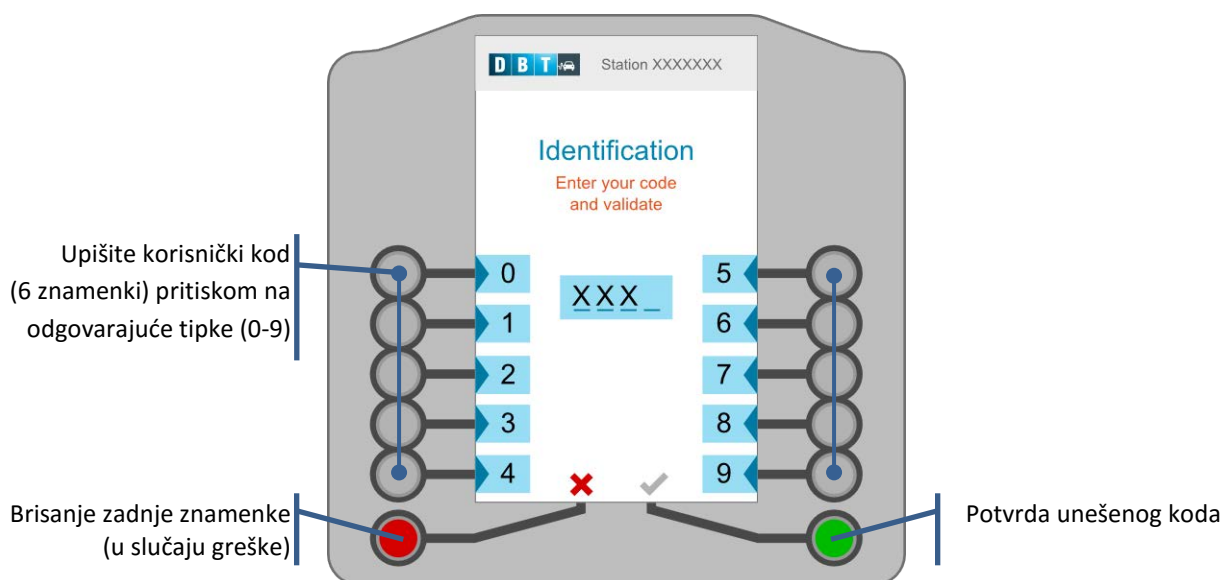 DBT Station XXXXXXX
Identification
Enter your code
and validate
Upišite korisnički kod
(6 znamenki) pritiskom na
odgovarajuće tipke (0-9)
0
1
2
3
4
XXX_
5
6
7
8
9
Brisanje zadnje znamenke
(u slučaju greške)
Potvrda unešenog koda